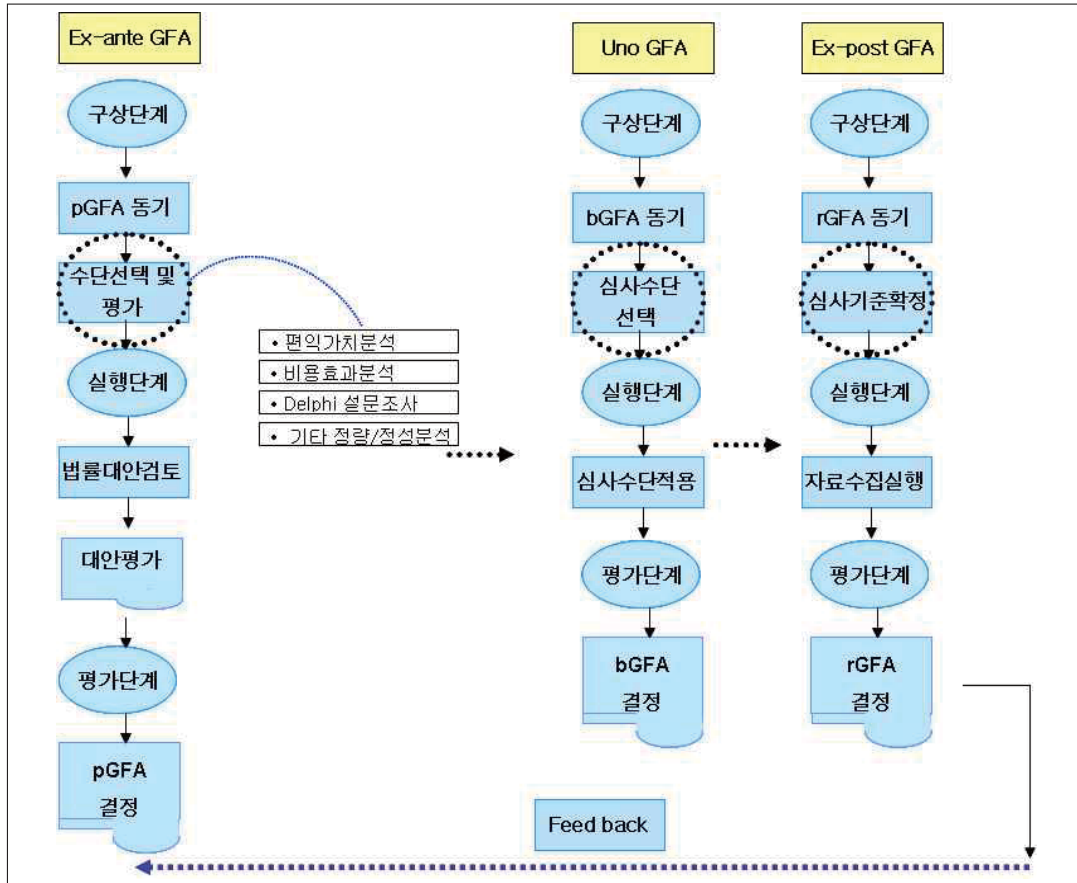 Ex-ante GFA
구상단계
pGFA 동기
수단선택 및
평가
실행단계
법률대안검토
대안평가
평가단계
pGFA
결정
• 편익가치분석
• 비용효과분석
• Delphi 설문조사
• 기타 정량/정성분석
Uno GFA
구상단계
bGFA 동기
심사수단
선택
실행단계
심사수단적용
평가단계
bGFA
결정
Ex-post GFA
구상단계
rGFA 동기
심사기준확정
실행단계
자료수집실행
평가단계
rGFA
결정
Feed back